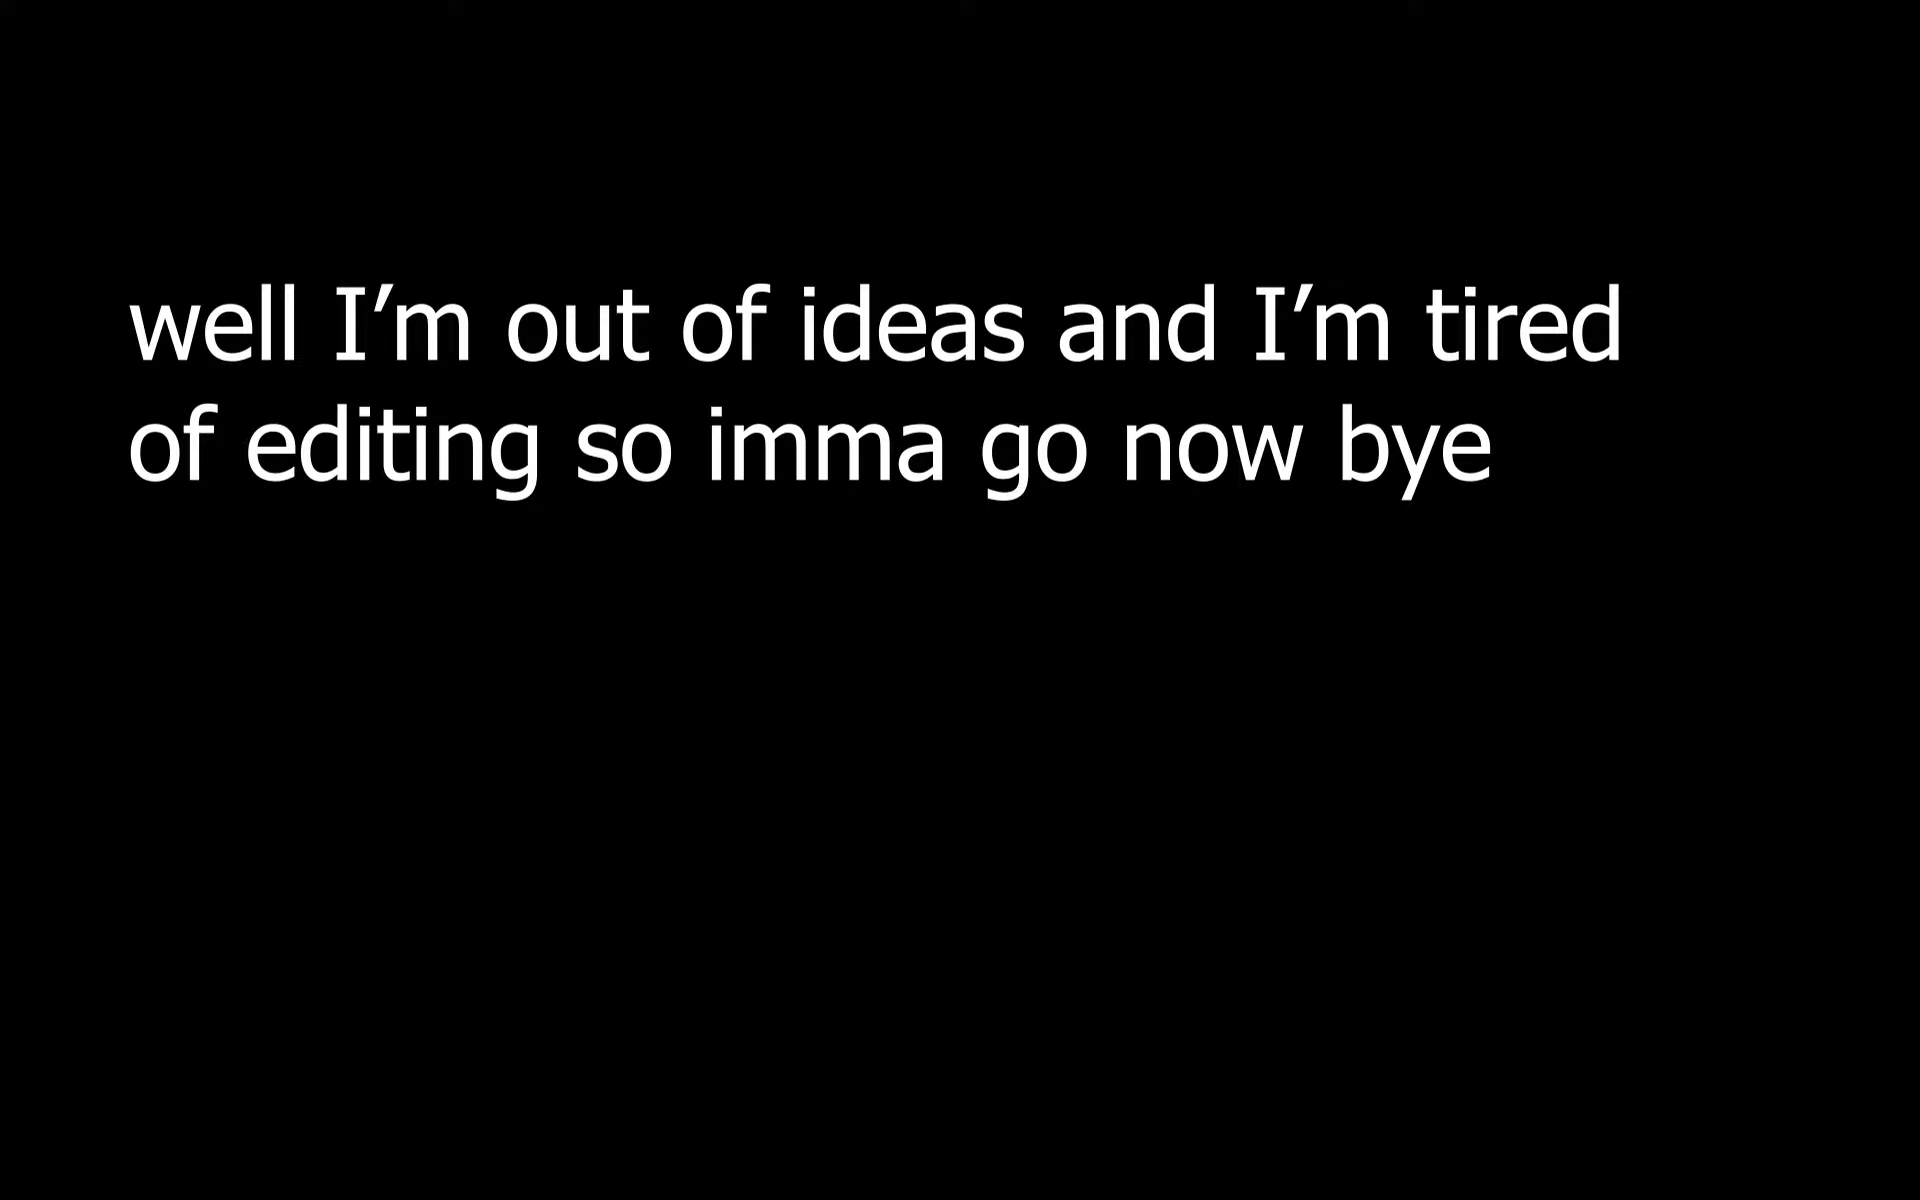 well I’m out of ideas and I’m tired
of editing so imma go now bye